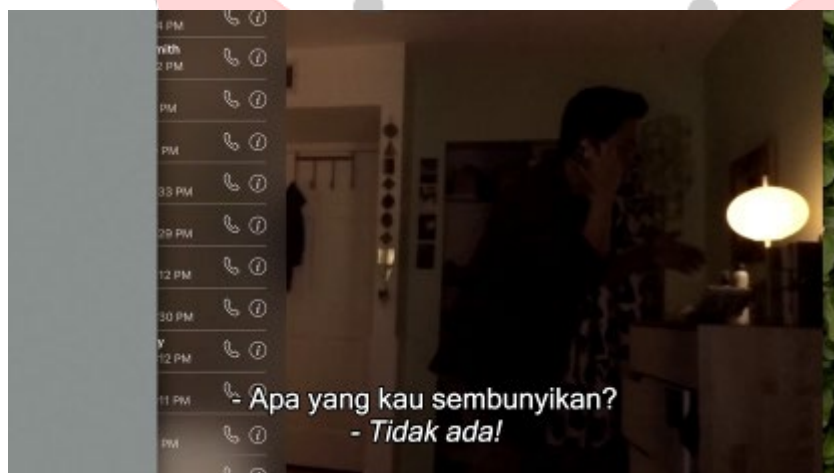 4 PM
mith
2 PM
PM
PM
33 PM
29 PM
12 PM
30 PM
y
12 PM
11 PM
PM
- Apa yang kau sembunyikan?
- Tidak ada!